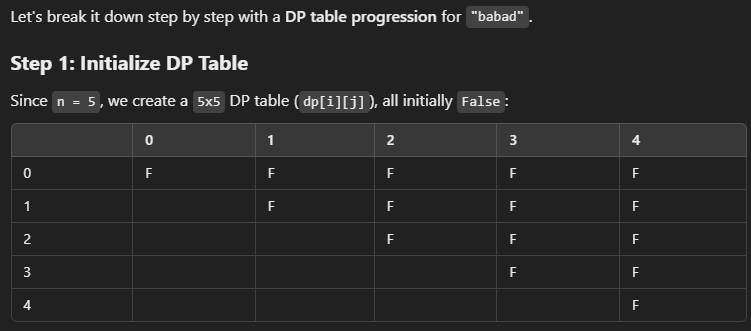 Let's break it down step by step with a DP table progression for "babad".
Step 1: Initialize DP Table
Since n = 5, we create a 5x5 DP table (dp[i][j]), all initially False:
0 1 2 3 4
0 F F F F F
1 F F F F
2 F F F
3 F F
4 F